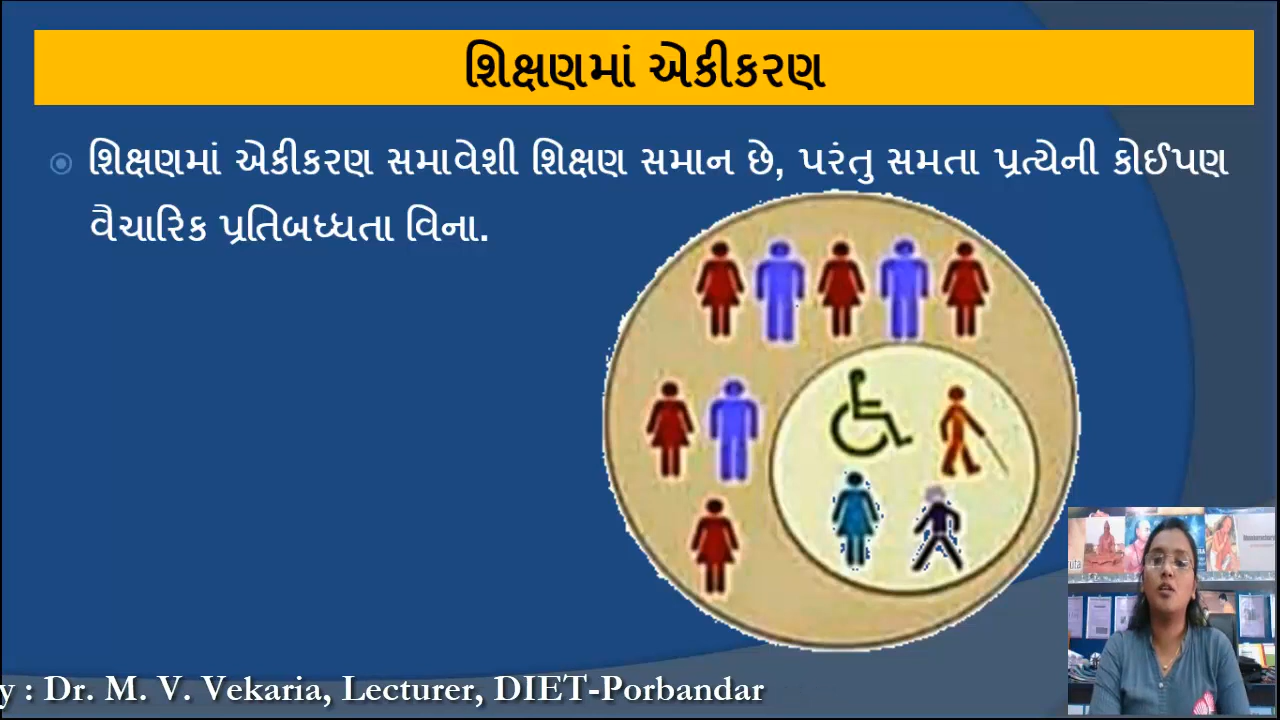 શિક્ષણમાં એકીકરણ
શિક્ષણમાં એકીકરણ સમાવેશી શિક્ષણ સમાન છે, પરંતુ સમતા પ્રત્યેની કોઈપણ
વૈચારિક પ્રતિબધ્ધતા વિના.
y : Dr. M. V. Vekaria, Lecturer, DIET-Porbandar